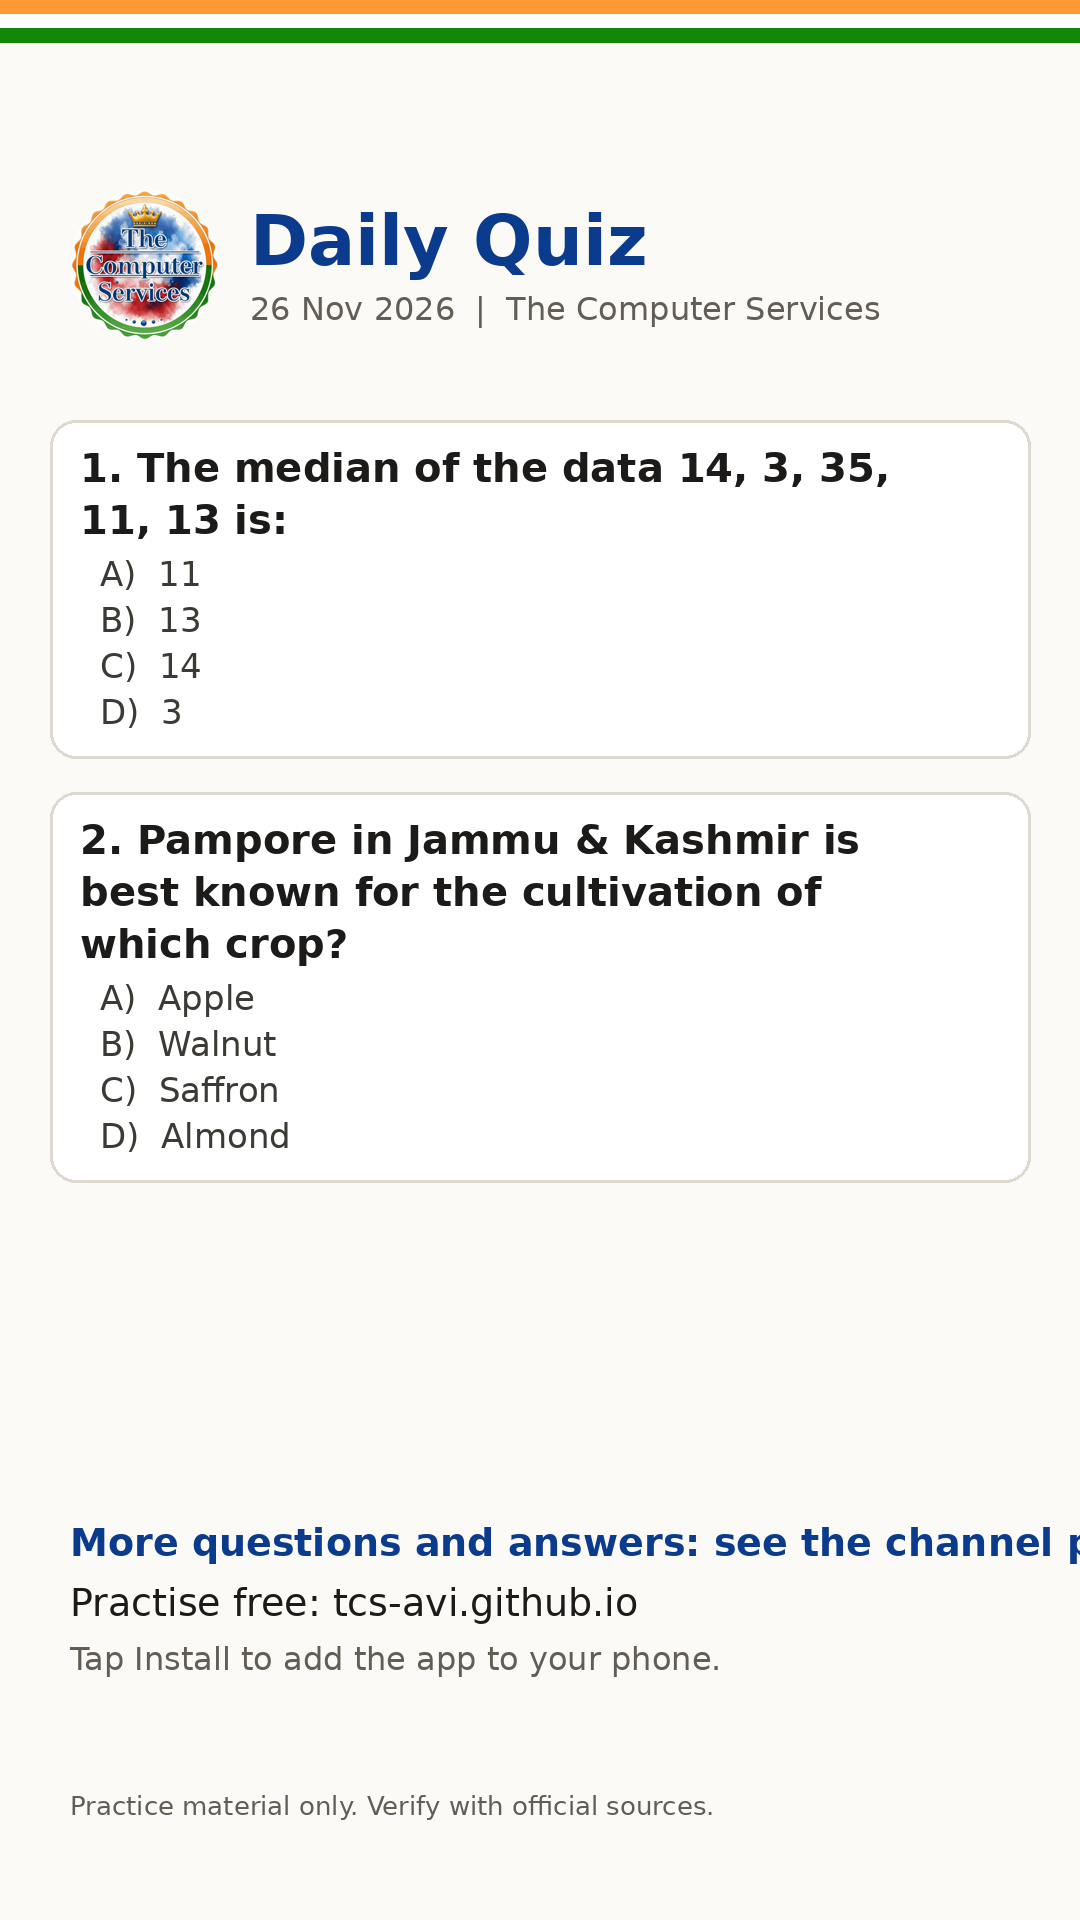 The
Computer
Services
Daily Quiz
26 Nov 2026 | The Computer Services
1. The median of the data 14, 3, 35,
11, 13 is:
A) 11
B) 13
C) 14
D) 3
2. Pampore in Jammu & Kashmir is
best known for the cultivation of
which crop?
A) Apple
B) Walnut
C) Saffron
D) Almond
More questions and answers: see the channel
Practise free: tcs-avi.github.io
Tap Install to add the app to your phone.
Practice material only. Verify with official sources.